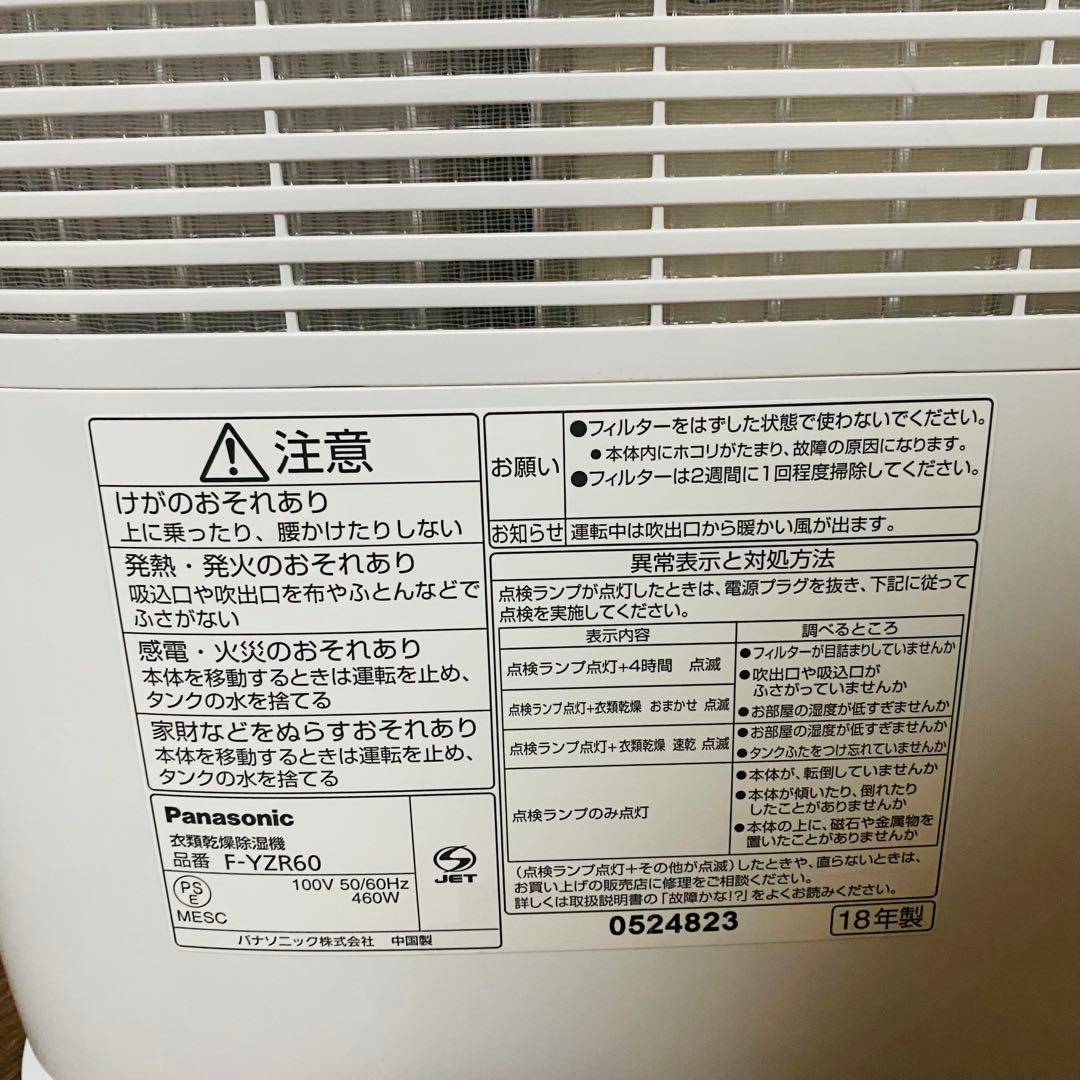 注意
けがのおそれあり
上に乗ったり、腰かけたりしない
発熱・発火のおそれあり
吸込口や吹出口を布やふとんなどで
ふさがない
感電・火災のおそれあり
本体を移動するときは運転を止め、
タンクの水を捨てる
家財などをぬらすおそれあり
本体を移動するときは運転を止め、
タンクの水を捨てる
Panasonic
衣類乾燥除湿機
品番 F-YZR60
PS
E
100V 50/60Hz
460W
MESC
JET
パナソニック株式会社 中国製
お願い
●フィルターをはずした状態で使わないでください。
●本体内にホコリがたまり、故障の原因になります。
●フィルターは2週間に1回程度掃除してください。
お知らせ 運転中は吹出口から暖かい風が出ます。
異常表示と対処方法
点検ランプが点灯したときは、電源プラグを抜き、下記に従って
点検を実施してください。
表示内容 調べるところ
点検ランプ点灯+4時間 点滅
点検ランプ点灯+衣類乾燥 おまかせ 点滅
●フィルターが目詰まりしていませんか
●吹出口や吸込口が
ふさがっていませんか
●お部屋の湿度が低すぎませんか
点検ランプ点灯+衣類乾燥 速乾 点滅
●お部屋の湿度が低すぎませんか
●タンクふたをつけ忘れていませんか
点検ランプのみ点灯
●本体が、転倒していませんか
●本体が傾いたり、倒れたり
したことがありませんか
●本体の上に、磁石や金属物を
置いたことがありませんか
(点検ランプ点灯+その他が点滅)したときや、直らないときは、
お買い上げの販売店に修理をご相談ください。
詳しくは取扱説明書の「故障かな!?」をよくお読みください。
0524823
18年製